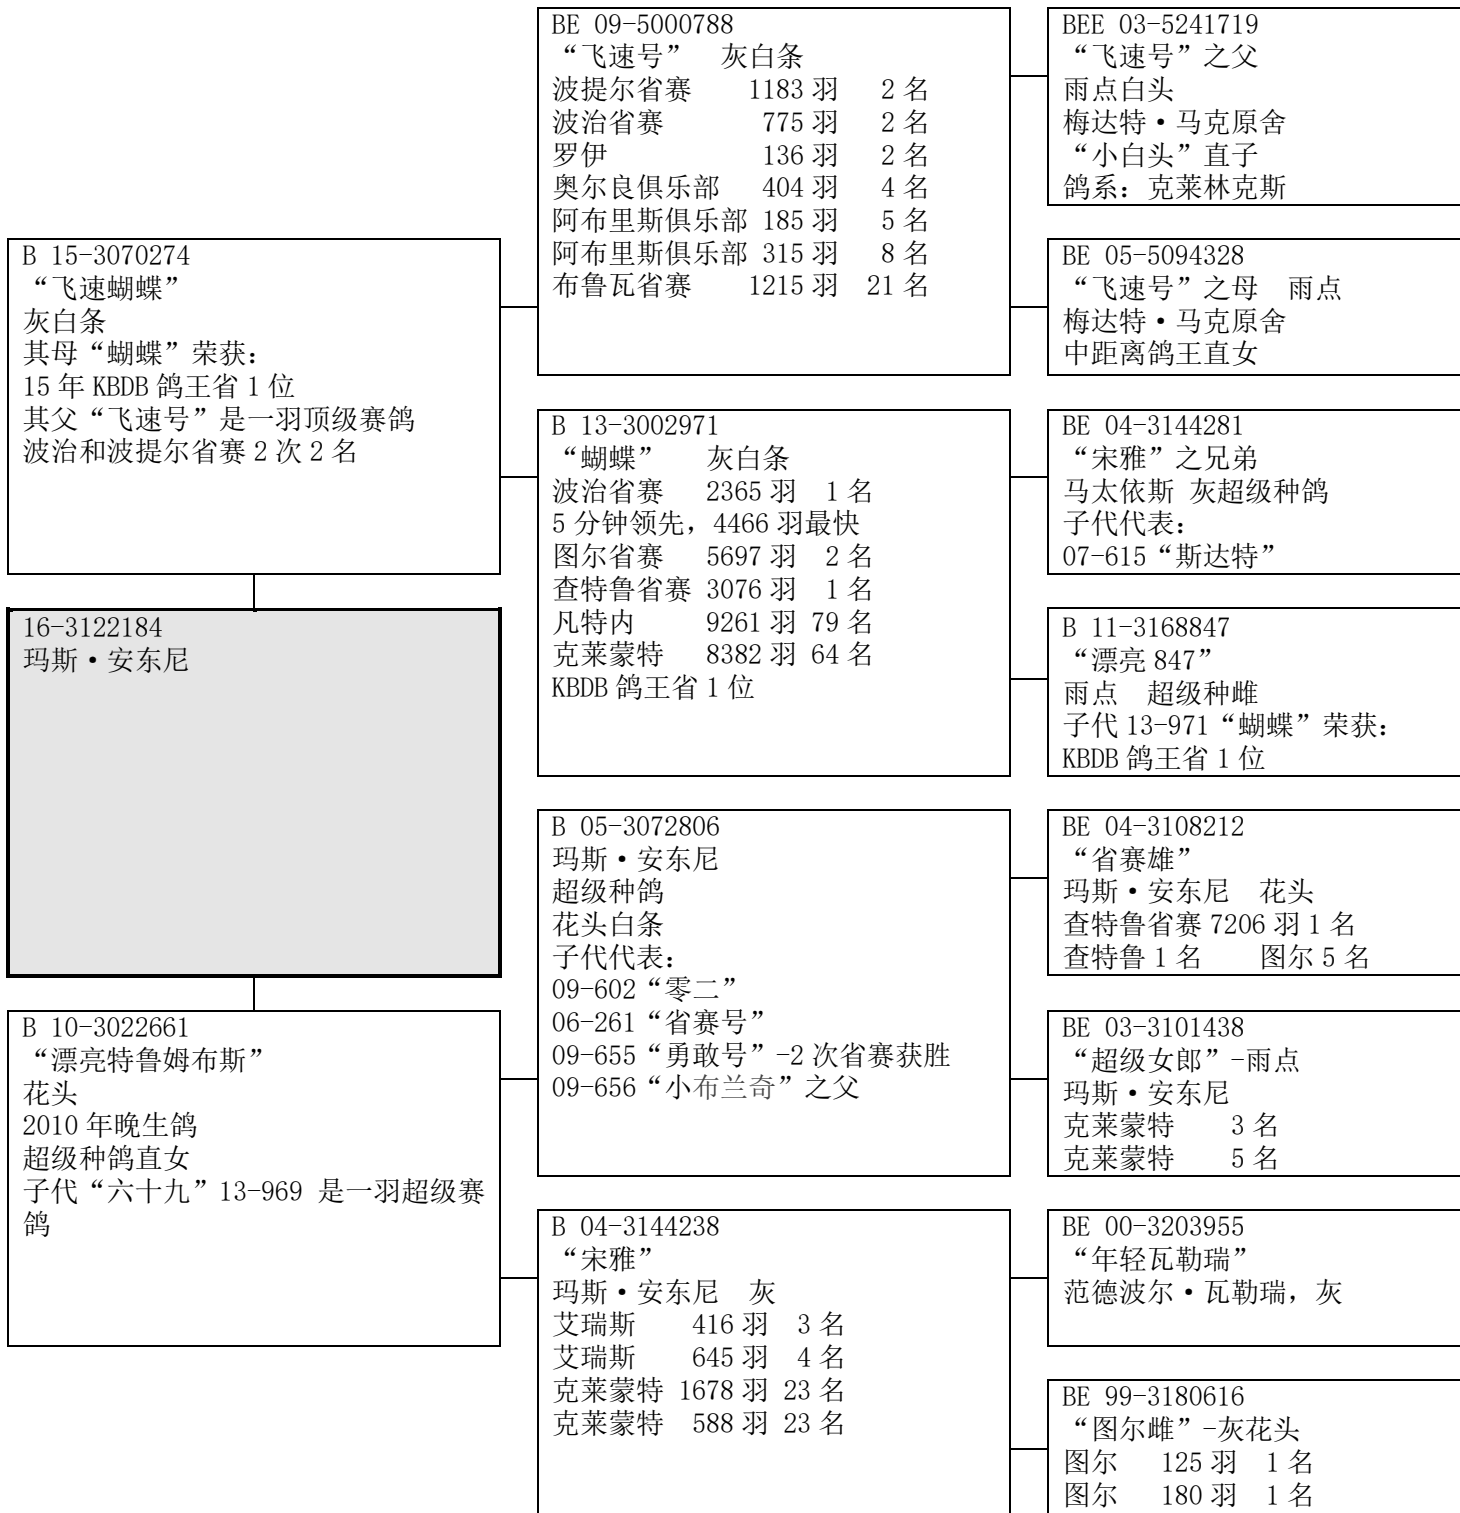 B 15-3070274
“飞速蝴蝶”
灰白条
其母“蝴蝶”荣获：
15 年 KBDB 鸽王省 1 位
其父“飞速号”是一羽顶级赛鸽
波治和波提尔省赛 2 次 2 名
16-3122184
玛斯·安东尼
B 10-3022661
“漂亮特鲁姆布斯”
花头
2010 年晚生鸽
超级种鸽直女
子代“六十九”13-969 是一羽超级赛
鸽
BE 09-5000788
“飞速号” 灰白条
波提尔省赛 1183 羽 2 名
波治省赛 775 羽 2 名
罗伊 136 羽 2 名
奥尔良俱乐部 404 羽 4 名
阿布里斯俱乐部 185 羽 5 名
阿布里斯俱乐部 315 羽 8 名
布鲁瓦省赛 1215 羽 21 名
B 13-3002971
“蝴蝶” 灰白条
波治省赛 2365 羽 1 名
5 分钟领先，4466 羽最快
图尔省赛 5697 羽 2 名
查特鲁省赛 3076 羽 1 名
凡特内 9261 羽 79 名
克莱蒙特 8382 羽 64 名
KBDB 鸽王省 1 位
B 05-3072806
玛斯·安东尼
超级种鸽
花头白条
子代代表：
09-602“零二”
06-261“省赛号”
09-655“勇敢号”-2 次省赛获胜
09-656“小布兰奇”之父
B 04-3144238
“宋雅”
玛斯·安东尼 灰
艾瑞斯 416 羽 3 名
艾瑞斯 645 羽 4 名
克莱蒙特 1678 羽 23 名
克莱蒙特 588 羽 23 名
BEE 03-5241719
“飞速号”之父
雨点白头
梅达特·马克原舍
“小白头”直子
鸽系：克莱林克斯
BE 05-5094328
“飞速号”之母 雨点
梅达特·马克原舍
中距离鸽王直女
BE 04-3144281
“宋雅”之兄弟
马太依斯 灰超级种鸽
子代代表：
07-615“斯达特”
B 11-3168847
“漂亮 847”
雨点 超级种雌
子代 13-971“蝴蝶”荣获：
KBDB 鸽王省 1 位
BE 04-3108212
“省赛雄”
玛斯·安东尼 花头
查特鲁省赛 7206 羽 1 名
查特鲁 1 名 图尔 5 名
BE 03-3101438
“超级女郎”-雨点
玛斯·安东尼
克莱蒙特 3 名
克莱蒙特 5 名
BE 00-3203955
“年轻瓦勒瑞”
范德波尔·瓦勒瑞，灰
BE 99-3180616
“图尔雌”-灰花头
图尔 125 羽 1 名
图尔 180 羽 1 名